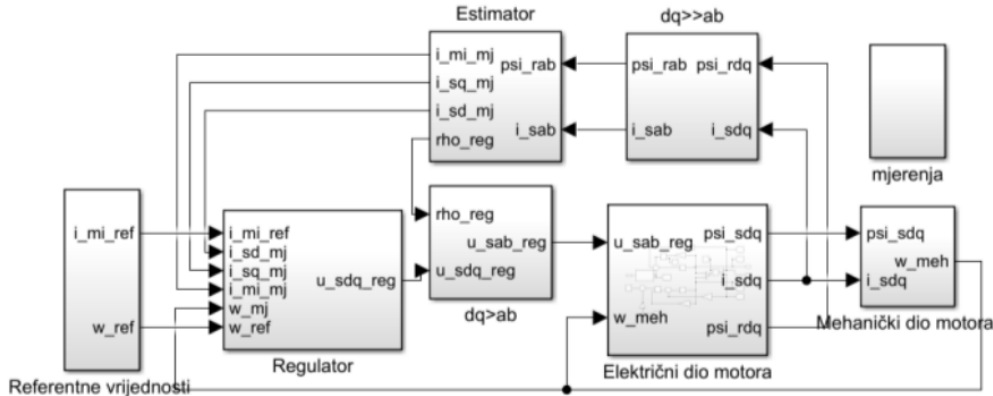 Estimator
dq>>ab
i_mi_mj
i_sq_mj
i_sd_mj
rho_reg
psi_rab
i_sab
psi_rab
psi_rdq
i_sab
i_sdq
mjerenja
i_mi_ref
w_ref
Referentne vrijednosti
i_mi_ref
i_sd_mj
i_sq_mj
i_mi_mj
w_mj
w_ref
u_sdq_reg
Regulator
rho_reg
u_sab_reg
u_sdq_reg
dq>ab
u_sab_reg
w_meh
psi_sdq
i_sdq
psi_rdq
Električni dio motora
psi_sdq
w_meh
i_sdq
Mehanički dio motora